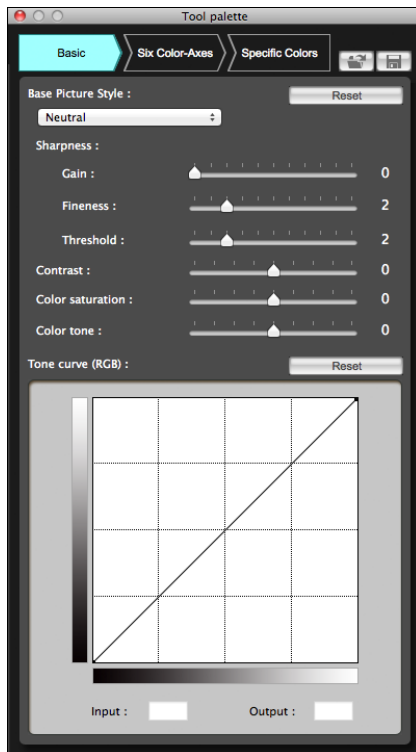 Tool palette
Basic Six Color-Axes Specific Colors
Base Picture Style : Reset
Neutral
Sharpness :
Gain : 0
Fineness : 2
Threshold : 2
Contrast : 0
Color saturation : 0
Color tone : 0
Tone curve (RGB) : Reset
Input : Output :